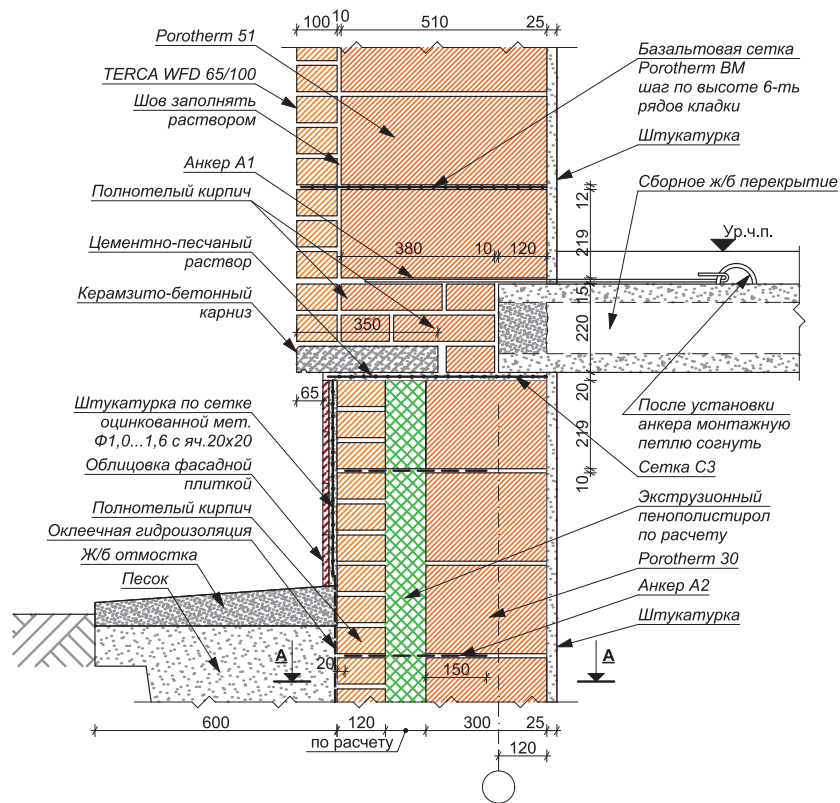 100
10
510
25
Porotherm 51
TERCA WFD 65/100
Шов заполнять
раствором
Анкер А1
Полнотелый кирпич
Цементно-песчаный
раствор
Керамзито-бетонный
карниз
Базальтовая сетка
Porotherm BM
шаг по высоте 6-ть
рядов кладки
Штукатурка
Сборное ж/б перекрытие
Ур.ч.п.
12
219
380
10
120
15
350
220
65
20
219
10
Штукатурка по сетке
оцинкованной мет.
Ф1,0...1,6 с яч.20х20
Облицовка фасадной
плиткой
Полнотелый кирпич
Оклеечная гидроизоляция
Ж/б отмостка
Песок
После установки
анкера монтажную
петлю согнуть
Сетка С3
Экструзионный
пенополистирол
по расчету
Porotherm 30
Анкер А2
Штукатурка
А
20
150
А
600
120
300
25
по расчету
120